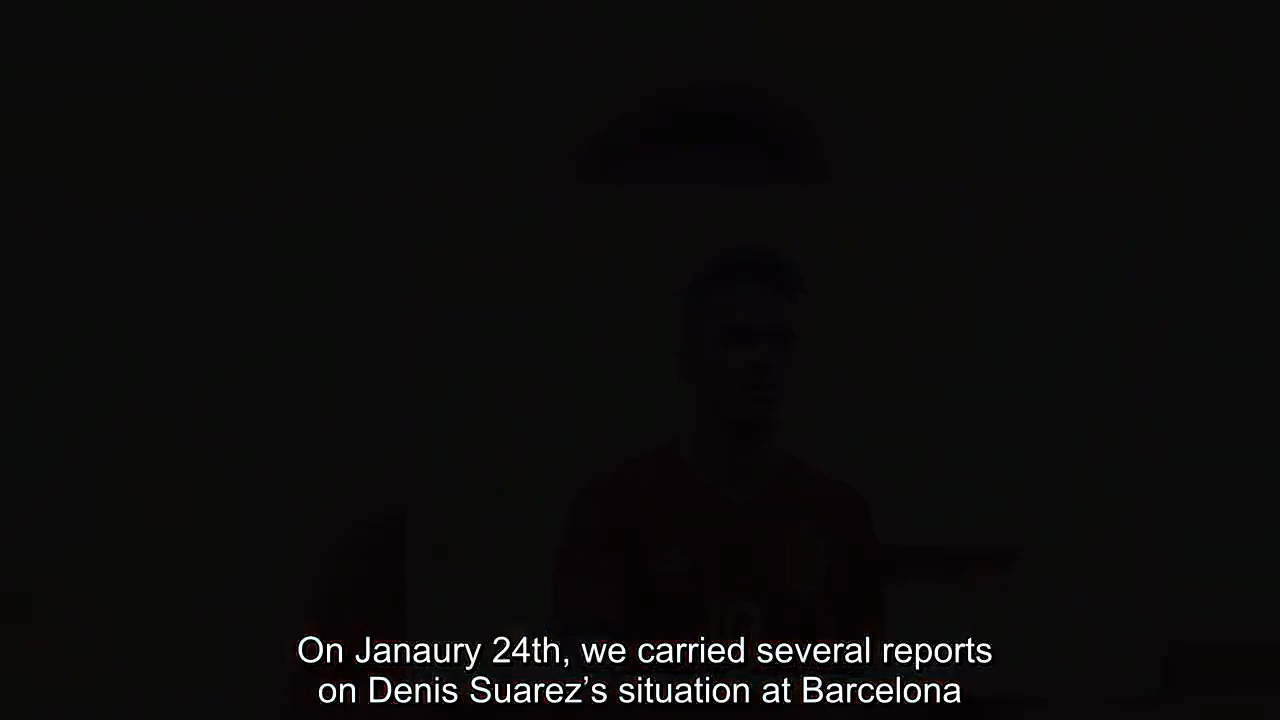 On Janaury 24th, we carried several reports
on Denis Suarez’s situation at Barcelona